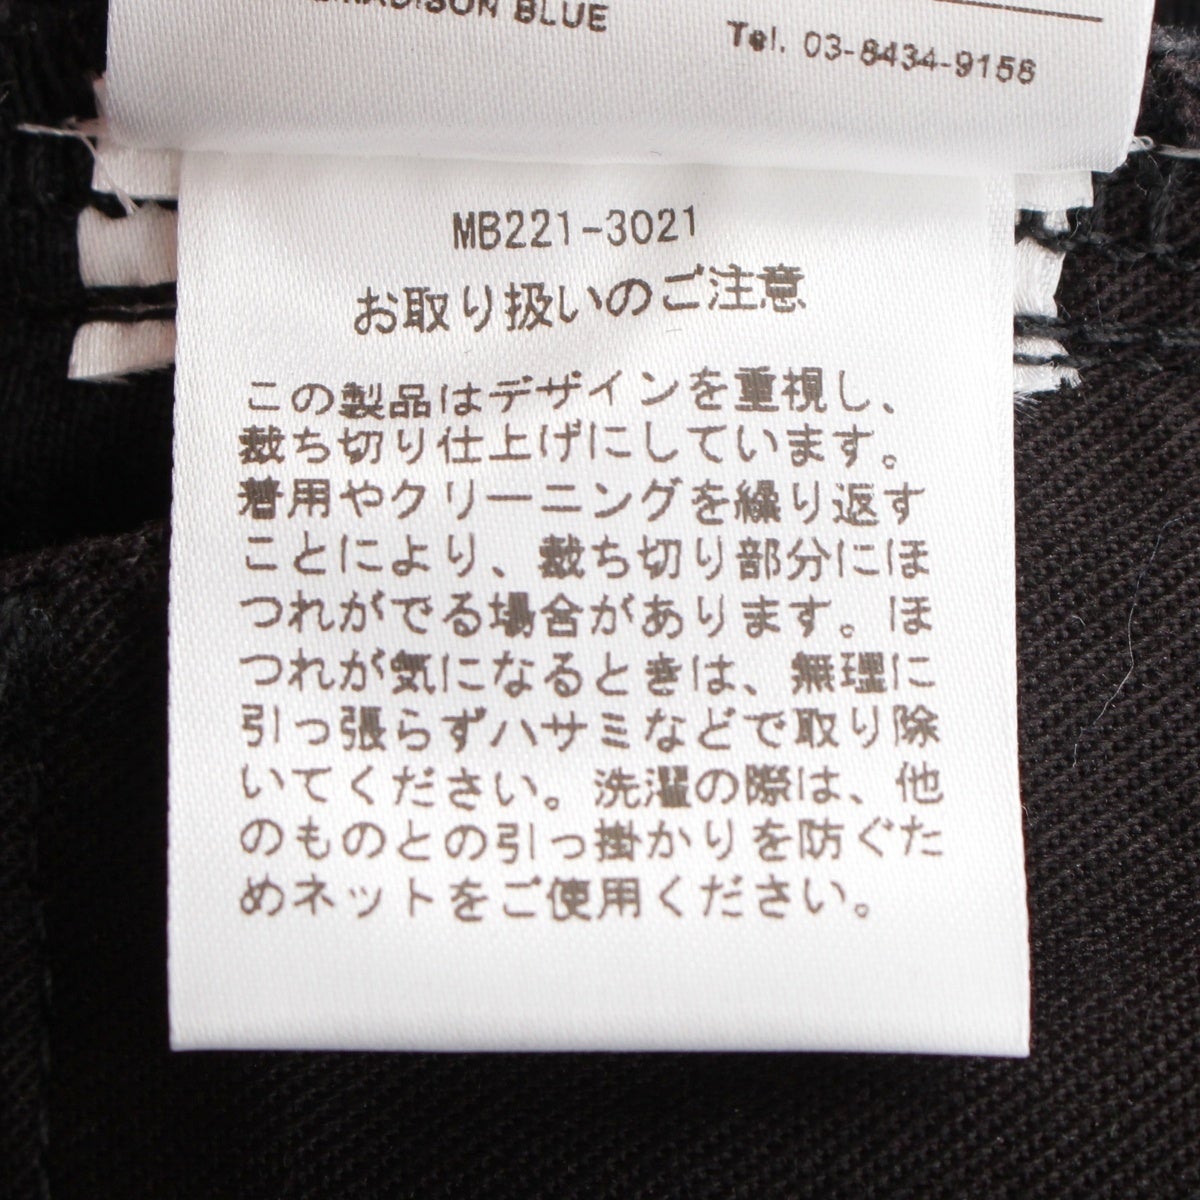 MADISON BLUE
Tel. 03-6434-9156
MB221-3021
お取り扱いのご注意
この製品はデザインを重視し、
裁ち切り仕上げにしています。
着用やクリーニングを繰り返す
ことにより、裁ち切り部分にほ
つれがでる場合があります。ほ
つれが気になるときは、無理に
引っ張らずハサミなどで取り除
いてください。洗濯の際は、他
のものとの引っ掛かりを防ぐた
めネットをご使用ください。